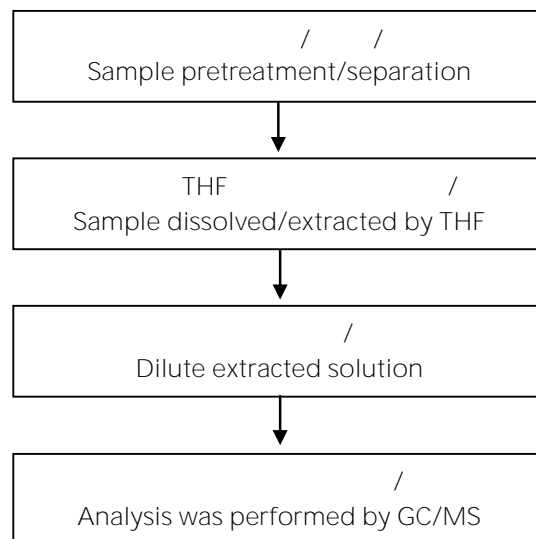 / /
Sample pretreatment/separation
THF /
Sample dissolved/extracted by THF
/
Dilute extracted solution
/
Analysis was performed by GC/MS